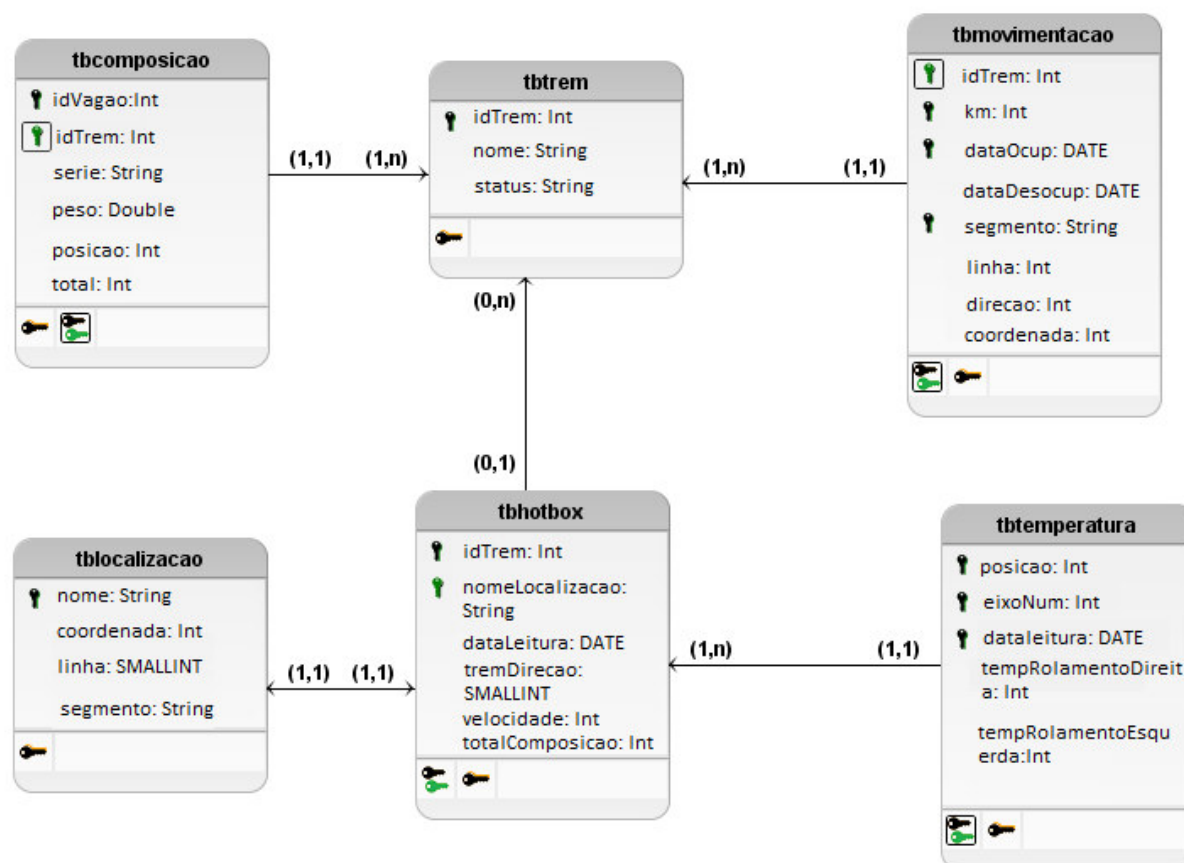 tbcomposicao
idVagao:Int
idTrem: Int
serie: String
peso: Double
posicao: Int
total: Int
(1,1)
(1,n)
tbtrem
idTrem: Int
nome: String
status: String
(1,n)
(1,1)
tbmovimentacao
idTrem: Int
km: Int
dataOcup: DATE
dataDesocup: DATE
segmento: String
linha: Int
direcao: Int
coordenada: Int
(0,n)
(0,1)
tblocalizacao
nome: String
coordenada: Int
linha: SMALLINT
segmento: String
(1,1)
(1,1)
tbhotbox
idTrem: Int
nomeLocalizacao:
String
dataLeitura: DATE
tremDirecao:
SMALLINT
velocidade: Int
totalComposicao: Int
(1,n)
(1,1)
tbtemperatura
posicao: Int
eixoNum: Int
dataleitura: DATE
tempRolamentoDireit
a: Int
tempRolamentoEsqu
erda:Int